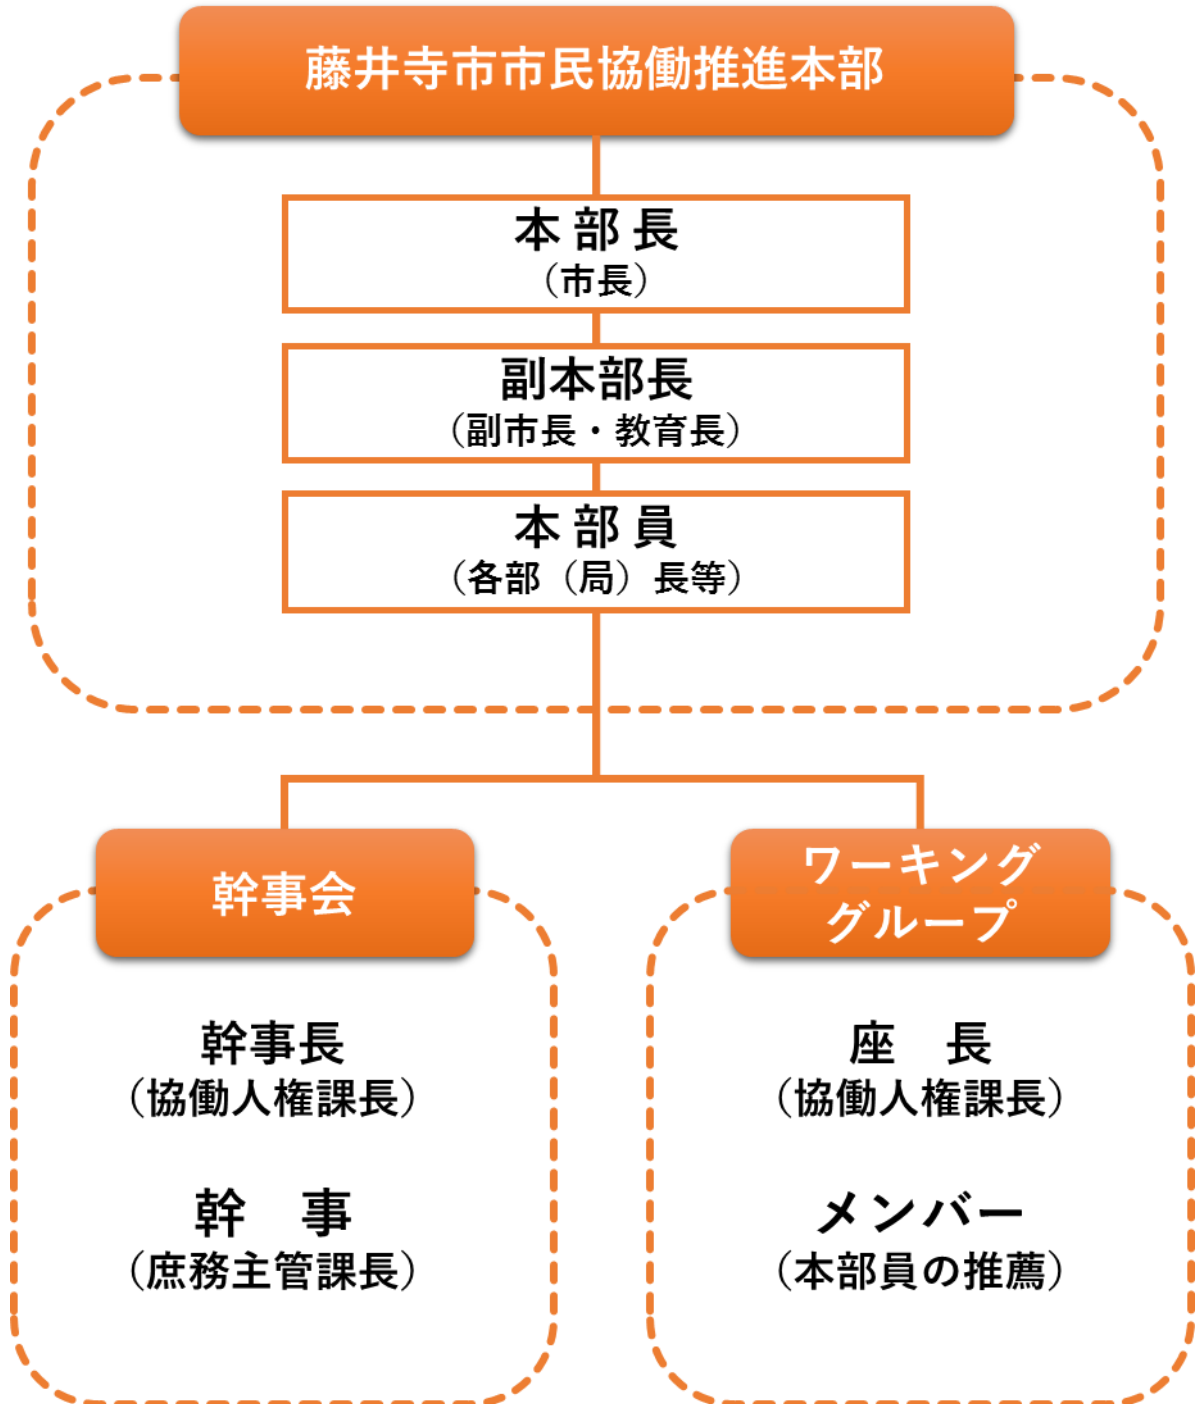 藤井寺市市民協働推進本部
本 部 長
（市長）
副本部長
（副市長・教育長）
本 部 員
（各部（局）長等）
幹事会
幹事長
（協働人権課長）
幹　事
（庶務主管課長）
ワーキング
グループ
座　長
（協働人権課長）
メンバー
（本部員の推薦）